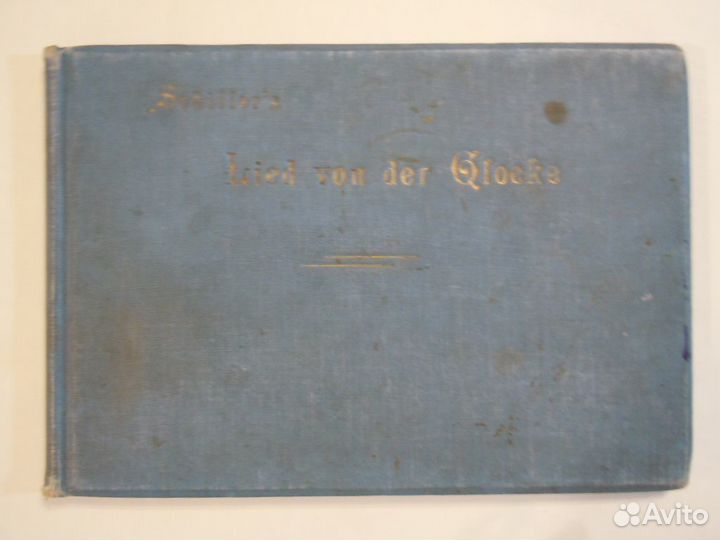 Schiller's
Lied von der Glocke
Avito